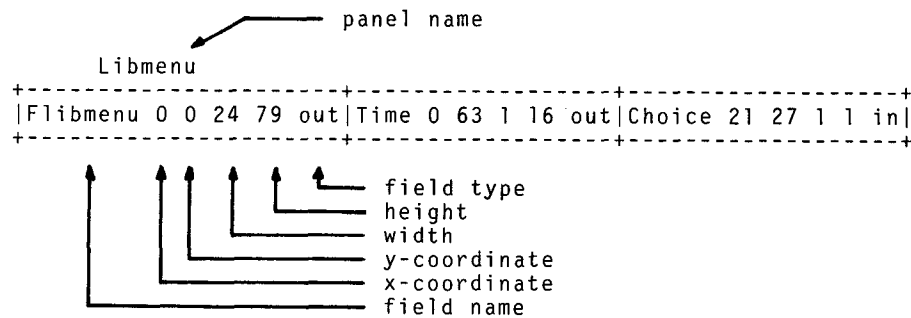 panel name
Libmenu
+----------------------+----------------------+-----------------------+
|Flibmenu 0 0 24 79 out|Time 0 63 1 16 out|Choice 21 27 1 1 in|
+----------------------+----------------------+-----------------------+
field type
height
width
y-coordinate
x-coordinate
field name